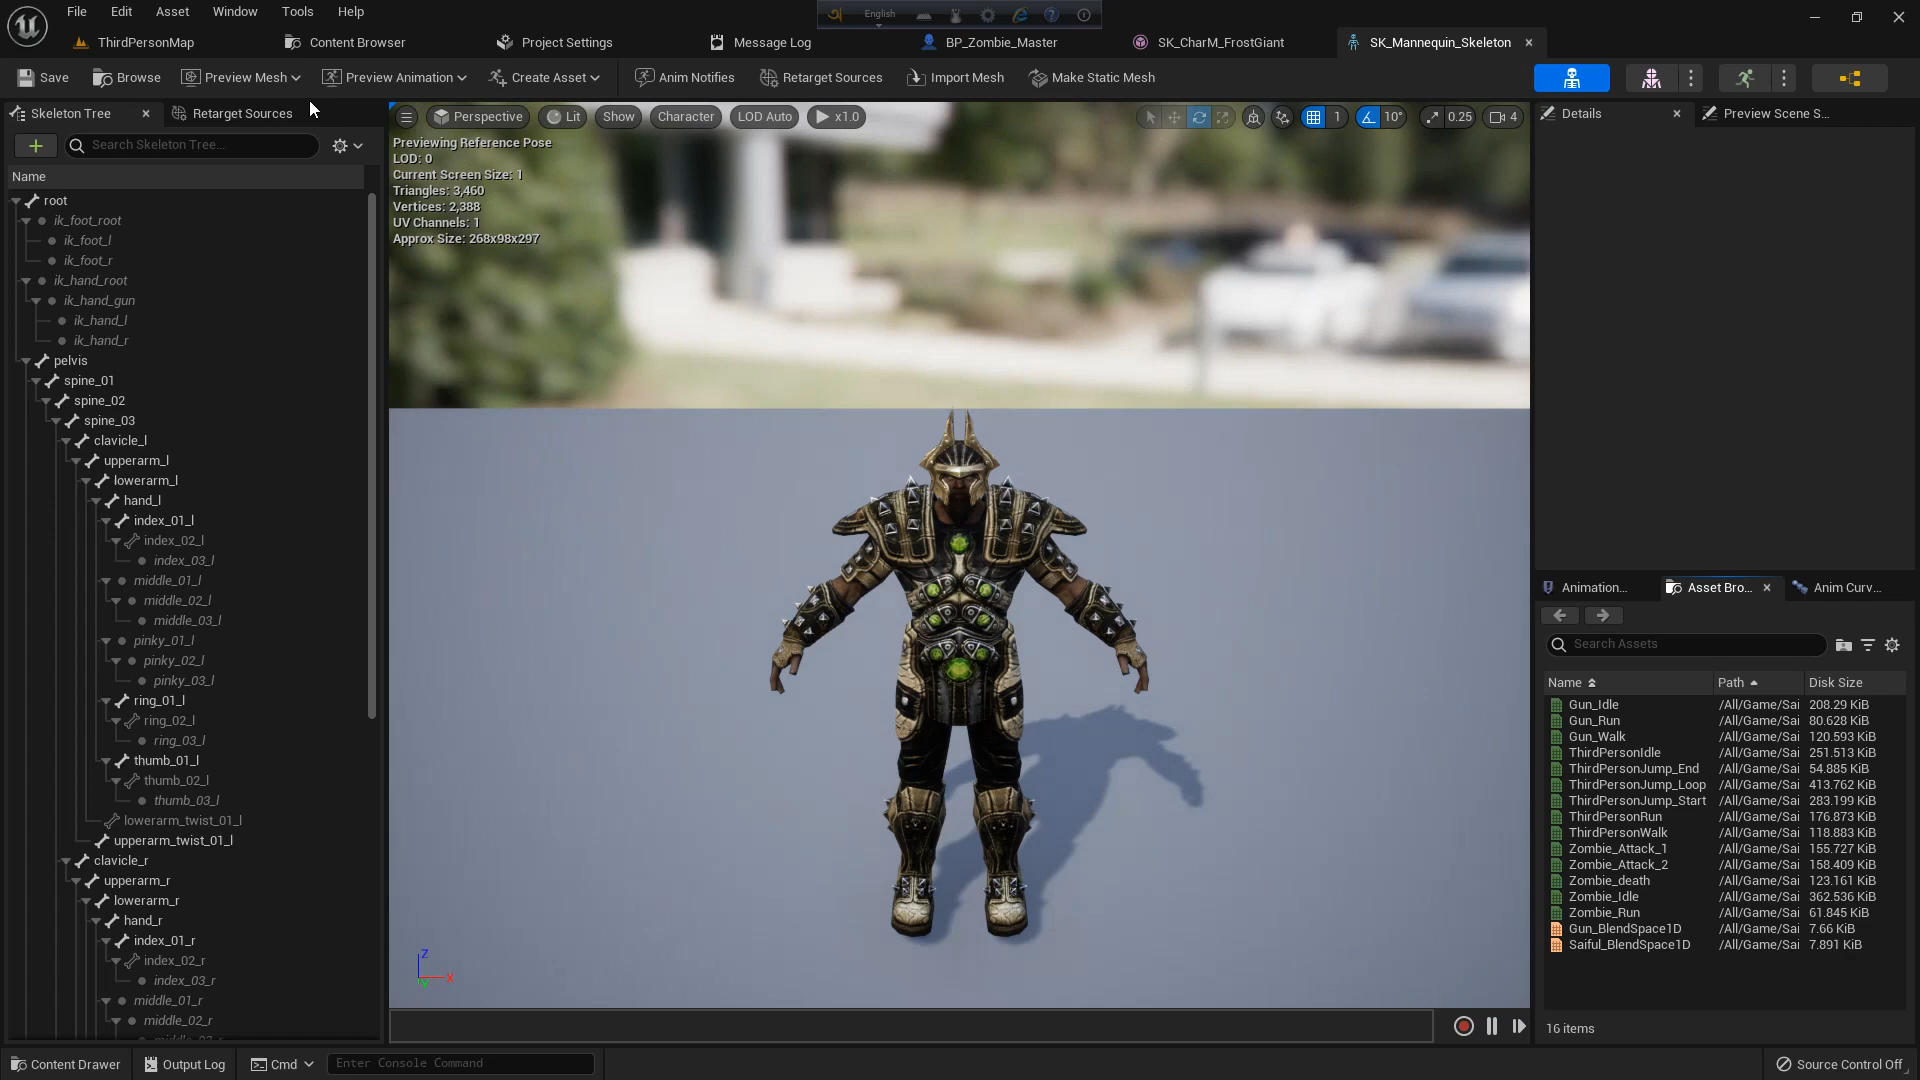 File Edit Asset Window Tools Help
English
ThirdPersonMap Content Browser Project Settings Message Log BP_Zombie_Master SK_CharM_FrostGiant SK_Mannequin_Skeleton
Save Browse Preview Mesh Preview Animation Create Asset Anim Notifies Retarget Sources Import Mesh Make Static Mesh
Skeleton Tree Retarget Sources
Search Skeleton Tree...
Name
root
ik_foot_root
ik_foot_l
ik_foot_r
ik_hand_root
ik_hand_gun
ik_hand_l
ik_hand_r
pelvis
spine_01
spine_02
spine_03
clavicle_l
upperarm_l
lowerarm_l
hand_l
index_01_l
index_02_l
index_03_l
middle_01_l
middle_02_l
middle_03_l
pinky_01_l
pinky_02_l
pinky_03_l
ring_01_l
ring_02_l
ring_03_l
thumb_01_l
thumb_02_l
thumb_03_l
lowerarm_twist_01_l
upperarm_twist_01_l
clavicle_r
upperarm_r
lowerarm_r
hand_r
index_01_r
index_02_r
index_03_r
middle_01_r
middle_02_r
Perspective Lit Show Character LOD Auto x1.0 1 10° 0.25 4
Previewing Reference Pose
LOD: 0
Current Screen Size: 1
Triangles: 3,460
Vertices: 2,388
UV Channels: 1
Approx Size: 268x98x297
Z
X
Y
Details Preview Scene S...
Animation... Asset Bro... Anim Curv...
Search Assets
Name Path Disk Size
Gun_Idle /All/Game/Sai 208.29 KiB
Gun_Run /All/Game/Sai 80.628 KiB
Gun_Walk /All/Game/Sai 120.593 KiB
ThirdPersonIdle /All/Game/Sai 251.513 KiB
ThirdPersonJump_End /All/Game/Sai 54.885 KiB
ThirdPersonJump_Loop /All/Game/Sai 413.762 KiB
ThirdPersonJump_Start /All/Game/Sai 283.199 KiB
ThirdPersonRun /All/Game/Sai 176.873 KiB
ThirdPersonWalk /All/Game/Sai 118.883 KiB
Zombie_Attack_1 /All/Game/Sai 155.727 KiB
Zombie_Attack_2 /All/Game/Sai 158.409 KiB
Zombie_death /All/Game/Sai 123.161 KiB
Zombie_Idle /All/Game/Sai 362.536 KiB
Zombie_Run /All/Game/Sai 61.845 KiB
Gun_BlendSpace1D /All/Game/Sai 7.66 KiB
Saiful_BlendSpace1D /All/Game/Sai 7.891 KiB
16 items
Content Drawer Output Log Cmd Enter Console Command Source Control Off